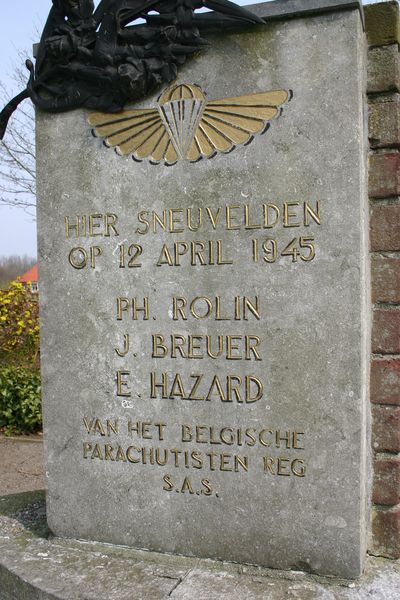 HIER SNEUVELDEN
OP 12 APRIL 1945
PH. ROLIN
J. BREUER
E. HAZARD
VAN HET BELGISCHE
PARACHUTISTEN REG
S.A.S.